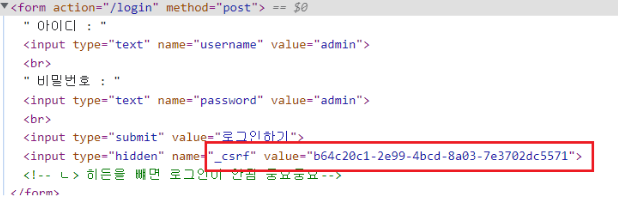 ▼<form action="/login" method="post"> == $0
" 아이디 : "
<input type="text" name="username" value="admin">
<br>
" 비밀번호 : "
<input type="text" name="password" value="admin">
<br>
<input type="submit" value="로그인하기">
<input type="hidden" name="_csrf" value="b64c20c1-2e99-4bcd-8a03-7e3702dc5571">
<!-- ㄴ> 히든을 빼면 로그인이 안됨 중요중요-->
</form>